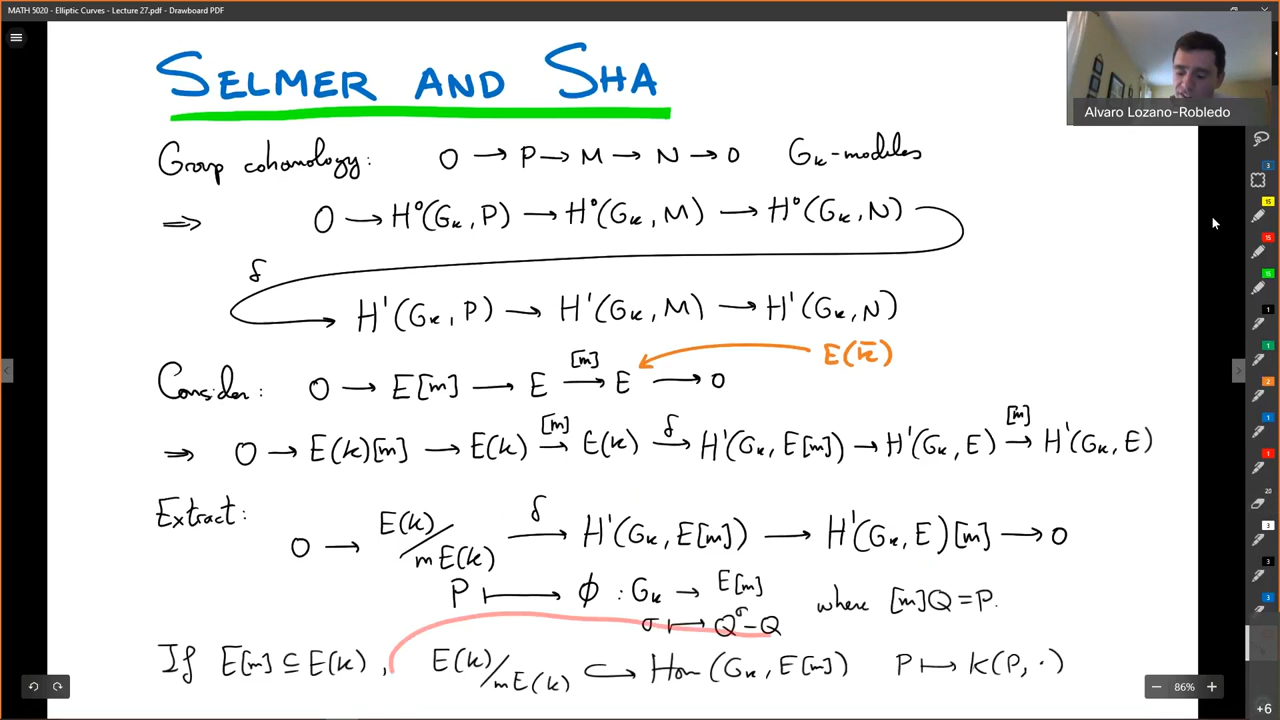 MATH 5020 - Elliptic Curves - Lecture 27.pdf - Drawboard PDF
SELMER AND SHA
Alvaro Lozano-Robledo
Group cohomology: 0 → P → M → N → 0 G_k-modules
⇒ 0 → H⁰(G_k, P) → H⁰(G_k, M) → H⁰(G_k, N)
δ
H¹(G_k, P) → H¹(G_k, M) → H¹(G_k, N)
E(k̄)
Consider: 0 → E[m] → E →[m] E → 0
⇒ 0 → E(k)[m] → E(k) →[m] E(k) →δ H¹(G_k, E[m]) → H¹(G_k, E) →[m] H¹(G_k, E)
Extract:
0 → E(k)/mE(k) →δ H¹(G_k, E[m]) → H¹(G_k, E)[m] → 0
P ↦ ϕ : G_k → E[m] where [m]Q = P.
σ ↦ Q^σ - Q
If E[m] ⊆ E(k), E(k)/mE(k) ↪ Hom(G_k, E[m]) P ↦ k(P, ·)
86%
+6